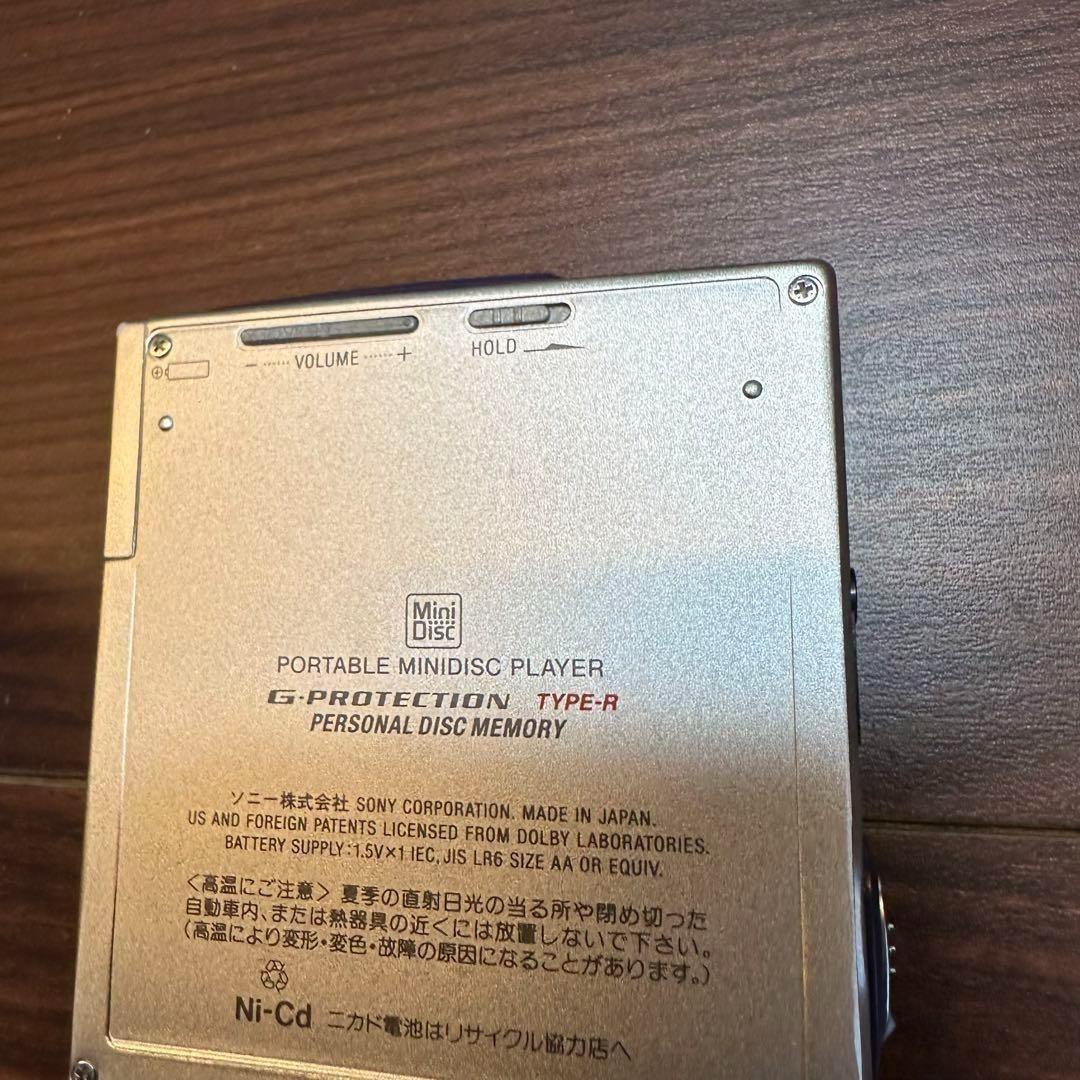 - ...... VOLUME ...... +
HOLD
⊕
Mini
Disc
PORTABLE MINIDISC PLAYER
G·PROTECTION TYPE-R
PERSONAL DISC MEMORY
ソニー株式会社 SONY CORPORATION. MADE IN JAPAN.
US AND FOREIGN PATENTS LICENSED FROM DOLBY LABORATORIES.
BATTERY SUPPLY:1.5V×1 IEC, JIS LR6 SIZE AA OR EQUIV.
<高温にご注意> 夏季の直射日光の当る所や閉め切った
自動車内、または熱器具の近くには放置しないで下さい。
(高温により変形・変色・故障の原因になることがあります。)
Ni-Cd ニカド電池はリサイクル協力店へ